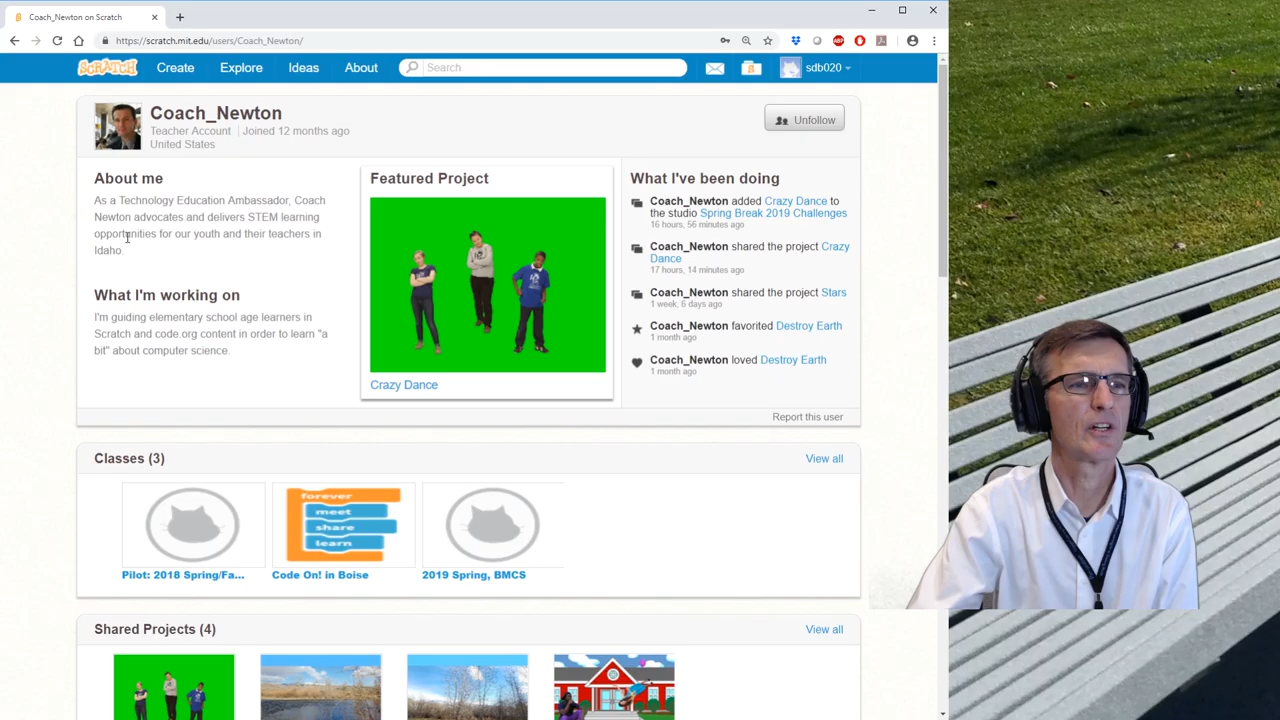 Coach_Newton on Scratch
https://scratch.mit.edu/users/Coach_Newton/
SCRATCH
Create
Explore
Ideas
About
Search
sdb020
Coach_Newton
Teacher Account | Joined 12 months ago
United States
Unfollow
About me
As a Technology Education Ambassador, Coach
Newton advocates and delivers STEM learning
opportunities for our youth and their teachers in
Idaho.
What I'm working on
I'm guiding elementary school age learners in
Scratch and code.org content in order to learn "a
bit" about computer science.
Featured Project
Crazy Dance
What I've been doing
Coach_Newton added Crazy Dance to
the studio Spring Break 2019 Challenges
16 hours, 56 minutes ago
Coach_Newton shared the project Crazy
Dance
17 hours, 14 minutes ago
Coach_Newton shared the project Stars
1 week, 6 days ago
Coach_Newton favorited Destroy Earth
1 month ago
Coach_Newton loved Destroy Earth
1 month ago
Report this user
Classes (3)
View all
forever
meet
share
learn
Pilot: 2018 Spring/Fa...
Code On! in Boise
2019 Spring, BMCS
Shared Projects (4)
View all